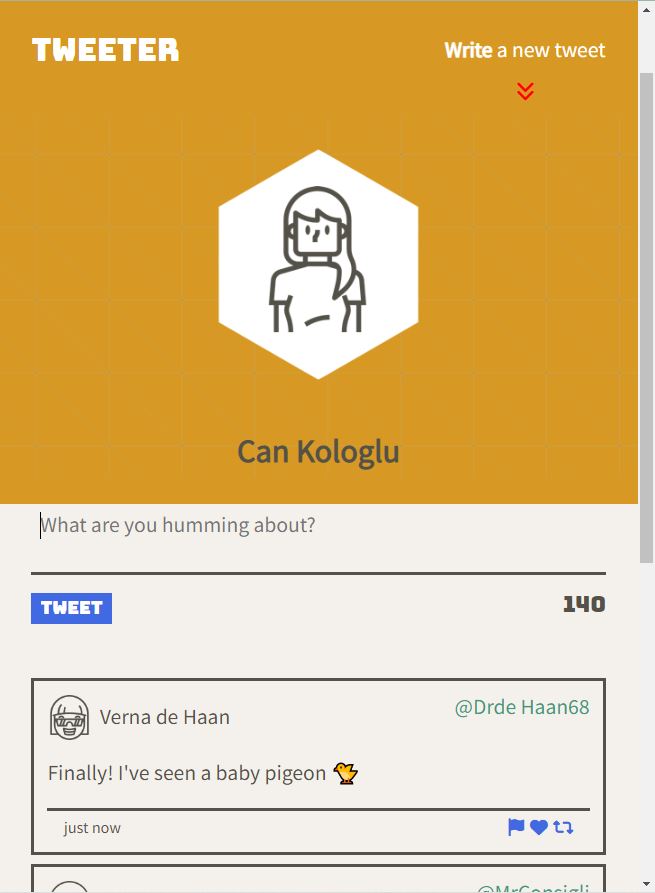 TWEETER
Write a new tweet
Can Kologlu
What are you humming about?
TWEET
140
Verna de Haan
@Drde Haan68
Finally! I've seen a baby pigeon 🐤
just now
@MrConsigli